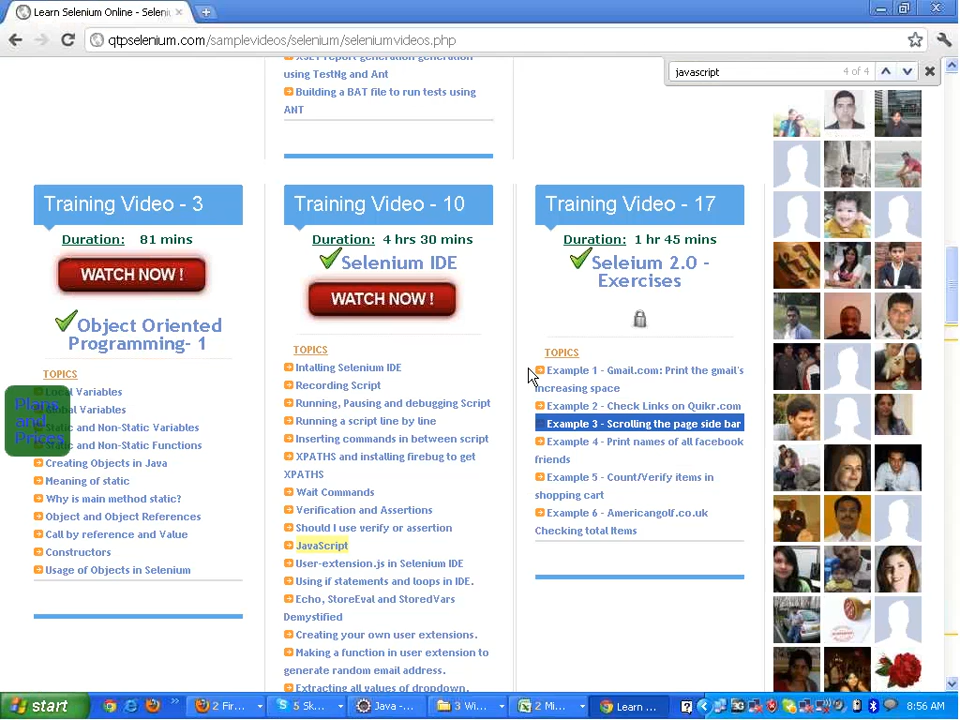 Learn Selenium Online - Seleni
qtpselenium.com/samplevideos/selenium/seleniumvideos.php
javascript 4 of 4
XSLT report generation generation
using TestNg and Ant
Building a BAT file to run tests using
ANT
Training Video - 3
Duration: 81 mins
WATCH NOW !
Object Oriented
Programming- 1
TOPICS
Local Variables
Global Variables
Static and Non-Static Variables
Static and Non-Static Functions
Creating Objects in Java
Meaning of static
Why is main method static?
Object and Object References
Call by reference and Value
Constructors
Usage of Objects in Selenium
Plans
and
Prices
Training Video - 10
Duration: 4 hrs 30 mins
Selenium IDE
WATCH NOW !
TOPICS
Intalling Selenium IDE
Recording Script
Running, Pausing and debugging Script
Running a script line by line
Inserting commands in between script
XPATHS and installing firebug to get
XPATHS
Wait Commands
Verification and Assertions
Should I use verify or assertion
JavaScript
User-extension.js in Selenium IDE
Using if statements and loops in IDE.
Echo, StoreEval and StoredVars
Demystified
Creating your own user extensions.
Making a function in user extension to
generate random email address.
Extracting all values of dropdown.
Training Video - 17
Duration: 1 hr 45 mins
Seleium 2.0 -
Exercises
TOPICS
Example 1 - Gmail.com: Print the gmail's
increasing space
Example 2 - Check Links on Quikr.com
Example 3 - Scrolling the page side bar
Example 4 - Print names of all facebook
friends
Example 5 - Count/Verify items in
shopping cart
Example 6 - Americangolf.co.uk
Checking total Items
start
2 Fir...
5 Sk...
Java -...
3 Wi...
2 Mi...
Learn ...
8:56 AM